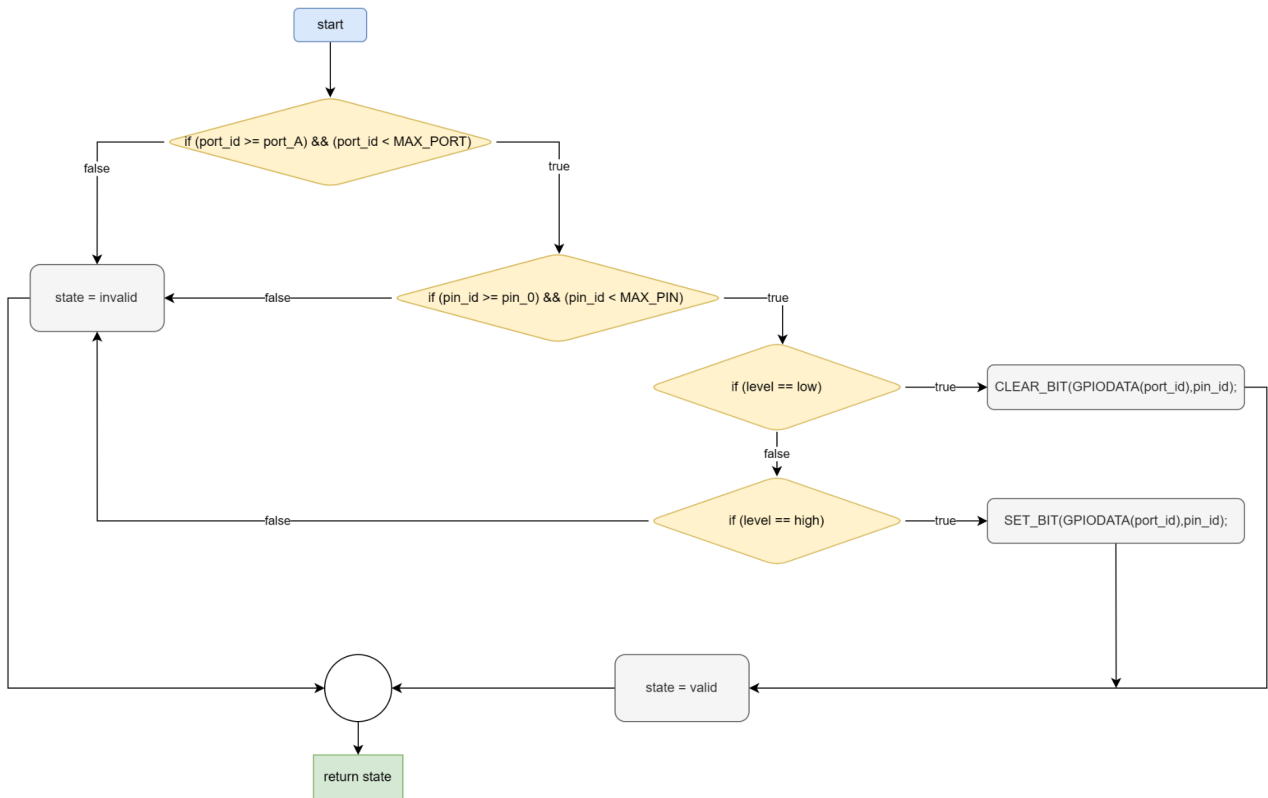 start
if (port_id >= port_A) && (port_id < MAX_PORT)
false
true
state = invalid
false
if (pin_id >= pin_0) && (pin_id < MAX_PIN)
true
if (level == low)
true
CLEAR_BIT(GPIODATA(port_id),pin_id);
false
false
if (level == high)
true
SET_BIT(GPIODATA(port_id),pin_id);
state = valid
return state